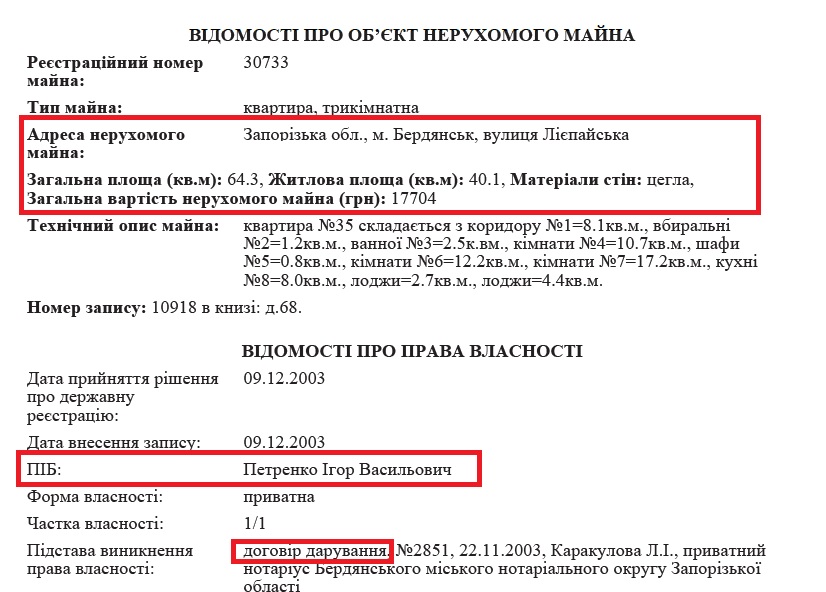 ВІДОМОСТІ ПРО ОБ’ЄКТ НЕРУХОМОГО МАЙНА
Реєстраційний номер майна: 30733
Тип майна: квартира, трикімнатна
Адреса нерухомого майна: Запорізька обл., м. Бердянськ, вулиця Лієпайська
Загальна площа (кв.м): 64.3, Житлова площа (кв.м): 40.1, Матеріали стін: цегла,
Загальна вартість нерухомого майна (грн): 17704
Технічний опис майна: квартира №35 складається з коридору №1=8.1кв.м., вбиральні
№2=1.2кв.м., ванної №3=2.5к.вм., кімнати №4=10.7кв.м., шафи
№5=0.8кв.м., кімнати №6=12.2кв.м., кімнати №7=17.2кв.м., кухні
№8=8.0кв.м., лоджи=2.7кв.м., лоджи=4.4кв.м.
Номер запису: 10918 в книзі: д.68.
ВІДОМОСТІ ПРО ПРАВА ВЛАСНОСТІ
Дата прийняття рішення про державну реєстрацію: 09.12.2003
Дата внесення запису: 09.12.2003
ПІБ: Петренко Ігор Васильович
Форма власності: приватна
Частка власності: 1/1
Підстава виникнення права власності: договір дарування, №2851, 22.11.2003, Каракулова Л.І., приватний
нотаріус Бердянського міського нотаріального округу Запорізької
області